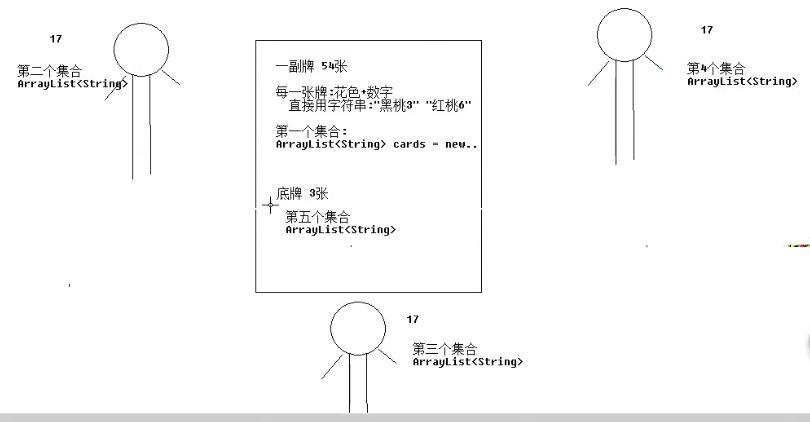 17
第二个集合
ArrayList<String>
一副牌 54张
每一张牌:花色+数字
直接用字符串:"黑桃3" "红桃6"
第一个集合:
ArrayList<String> cards = new..
底牌 3张
第五个集合
ArrayList<String>
17
第4个集合
ArrayList<String>
17
第三个集合
ArrayList<String>